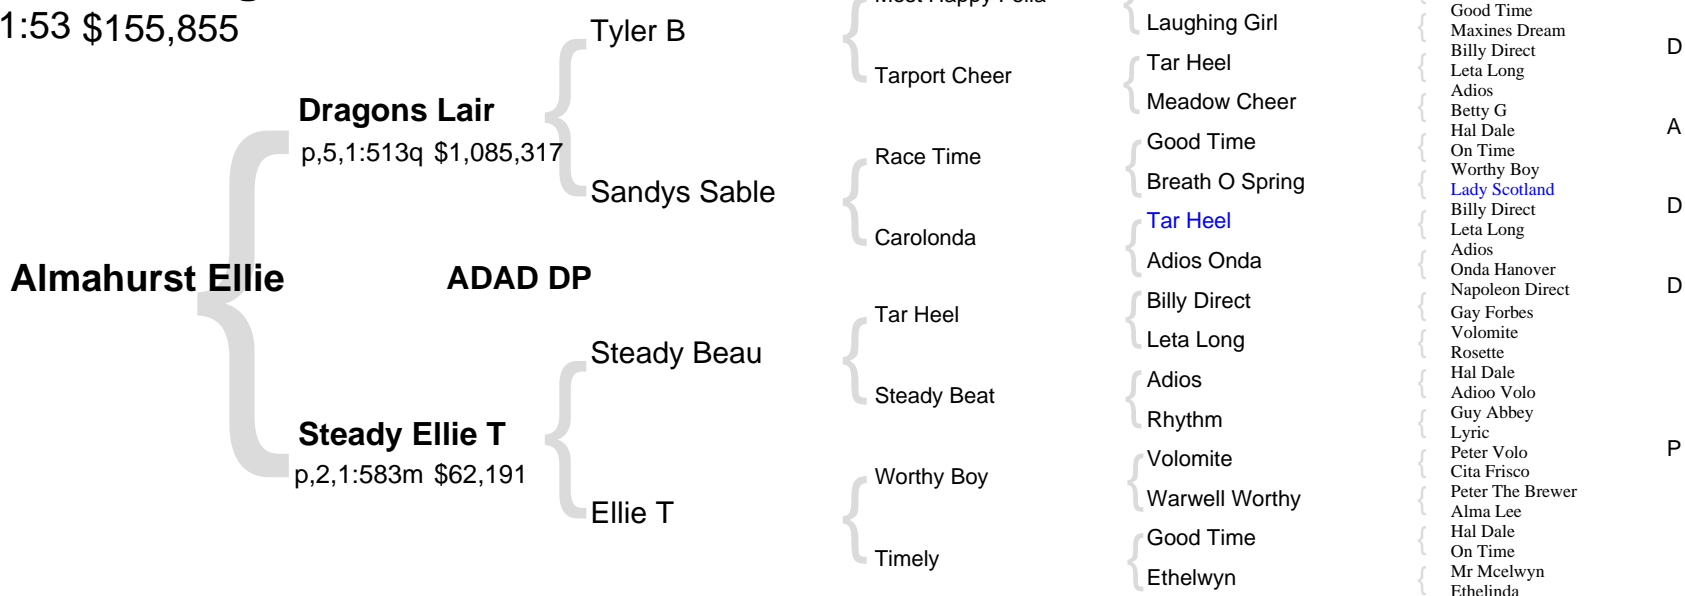 1:53 $155,855
Almahurst Ellie
ADAD DP
Dragons Lair
p,5,1:513q $1,085,317
Steady Ellie T
p,2,1:583m $62,191
Tyler B
Sandys Sable
Steady Beau
Ellie T
Tarport Cheer
Race Time
Carolonda
Tar Heel
Steady Beat
Worthy Boy
Timely
Laughing Girl
Tar Heel
Meadow Cheer
Good Time
Breath O Spring
Tar Heel
Adios Onda
Billy Direct
Leta Long
Adios
Rhythm
Volomite
Warwell Worthy
Good Time
Ethelwyn
Good Time
Maxines Dream
Billy Direct
Leta Long
Adios
Betty G
Hal Dale
On Time
Worthy Boy
Lady Scotland
Billy Direct
Leta Long
Adios
Onda Hanover
Napoleon Direct
Gay Forbes
Volomite
Rosette
Hal Dale
Adioo Volo
Guy Abbey
Lyric
Peter Volo
Cita Frisco
Peter The Brewer
Alma Lee
Hal Dale
On Time
Mr Mcelwyn
Ethelinda
D
A
D
D
P